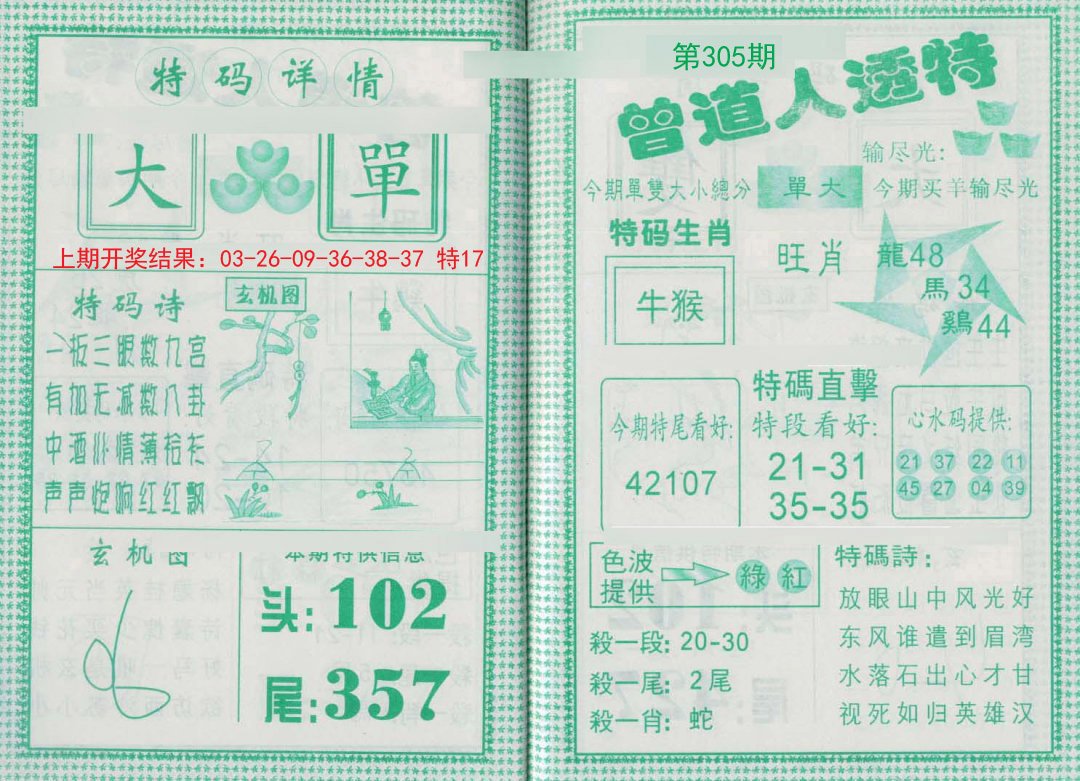 特码详情
大 單
上期开奖结果：03-26-09-36-38-37 特17
特码诗
一板三眼数九宫
有加无减数八卦
中酒
情薄拾衫
声声炮响红红飘
玄机图
玄机图
本期特供信息
头:102
尾:357
第305期
曾道人透特
输尽光:
今期單雙大小總分 單大 今期买羊输尽光
特码生肖
牛猴
旺肖
龍48
馬34
鷄44
今期特尾看好:
42107
特碼直擊
特段看好:
21-31
35-35
心水码提供:
21 37 22 11
45 27 04 39
色波
提供
綠 紅
殺一段: 20-30
殺一尾: 2尾
殺一肖: 蛇
特碼詩:
放眼山中风光好
东风谁遣到眉湾
水落石出心才甘
视死如归英雄汉